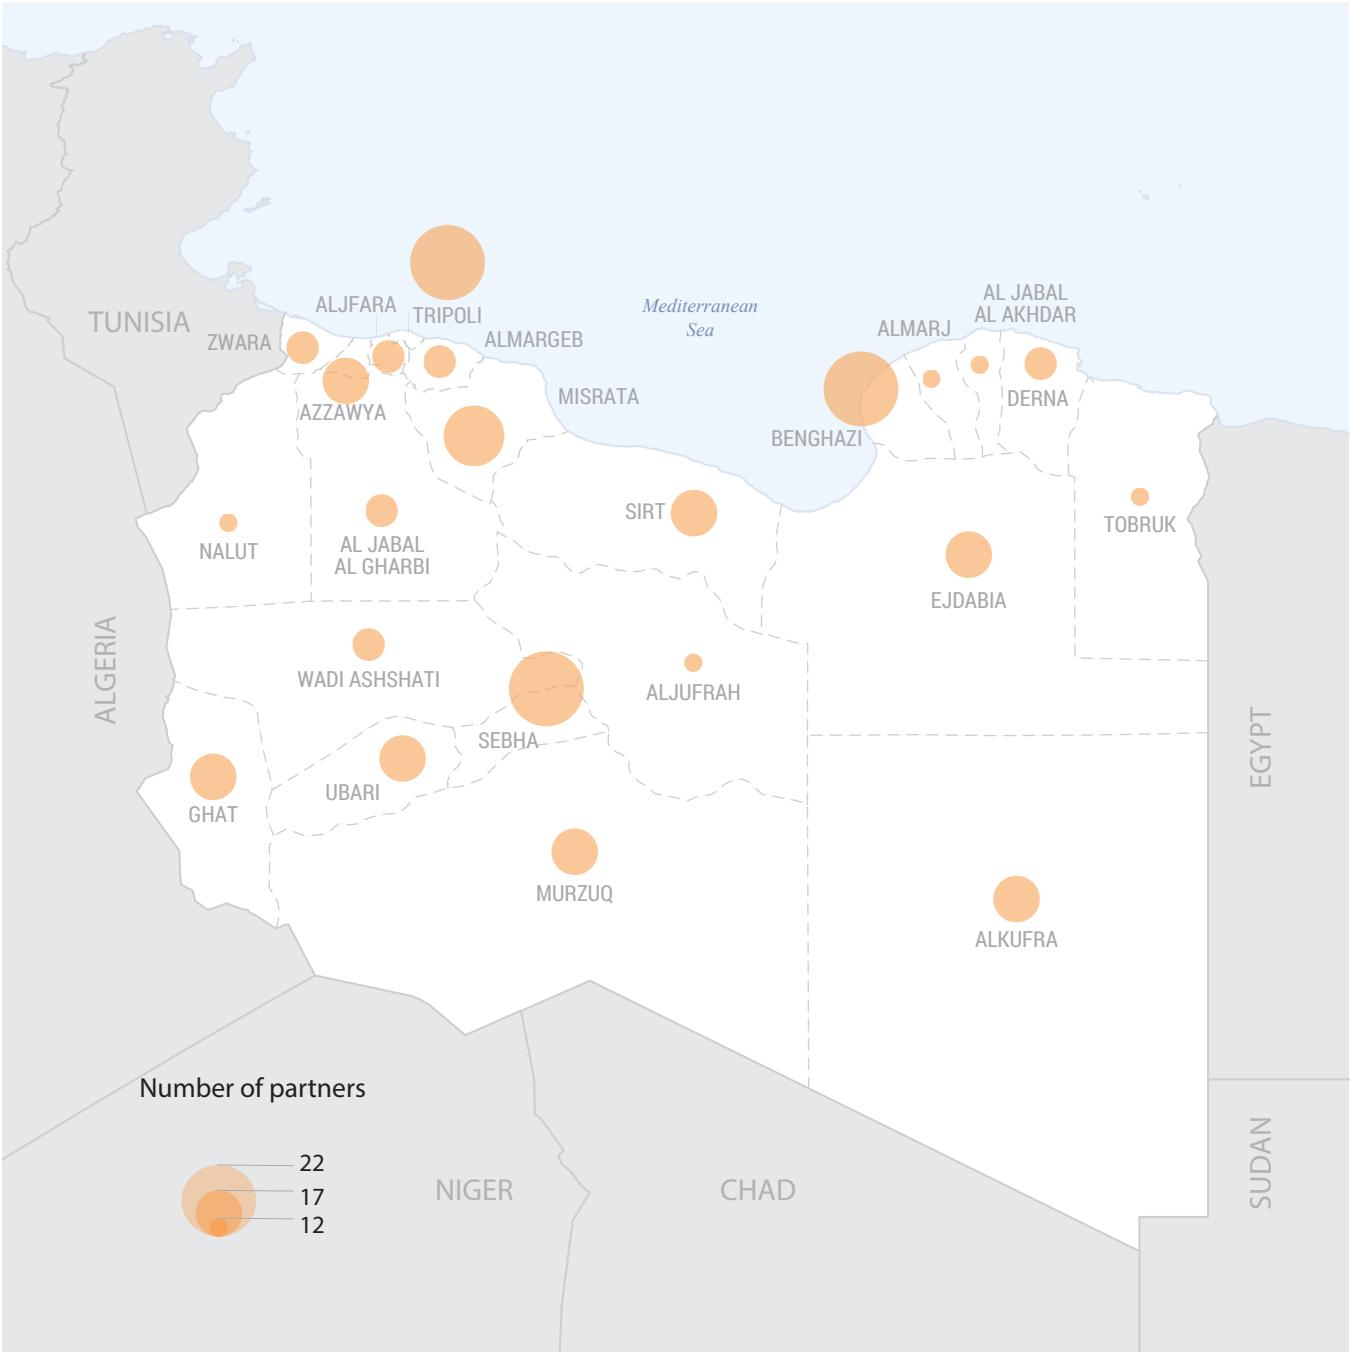 AL JABAL
AL AKHDAR
ALJFARA
TRIPOLI
Mediterranean
Sea
TUNISIA
ZWARA
ALMARGEB
ALMARJ
MISRATA
DERNA
AZZAWYA
BENGHAZI
SIRT
TOBRUK
NALUT
AL JABAL
AL GHARBI
EJDABIA
ALGERIA
WADI ASHSHATI
ALJUFRAH
SEBHA
EGYPT
UBARI
GHAT
MURZUQ
ALKUFRA
Number of partners
22
17
12
NIGER
CHAD
SUDAN